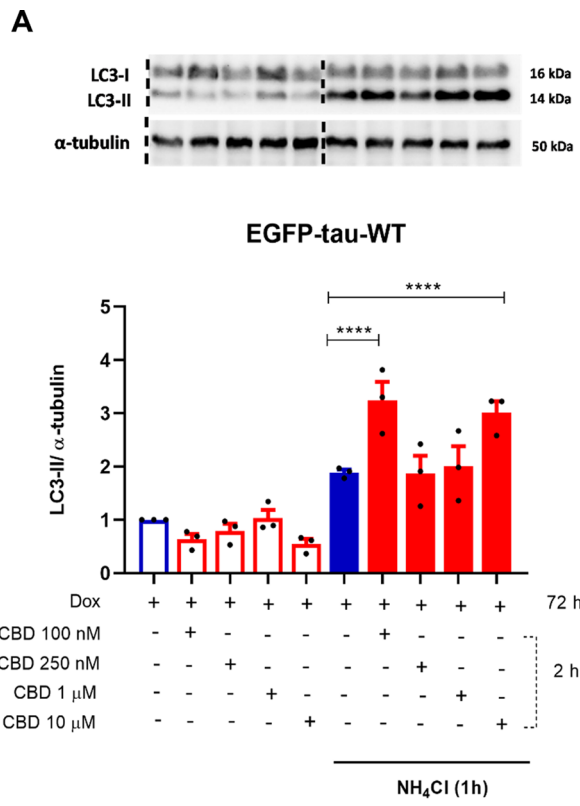 A
LC3-I 16 kDa
LC3-II 14 kDa
α-tubulin 50 kDa
EGFP-tau-WT
****
****
LC3-II/ α-tubulin
5
4
3
2
1
0
Dox + + + + + + + + + + 72 h
CBD 100 nM - + - - - - + - - - 
CBD 250 nM - - + - - - - + - - 2 h
CBD 1 μM - - - + - - - - + -
CBD 10 μM - - - - + - - - - +
NH₄Cl (1h)